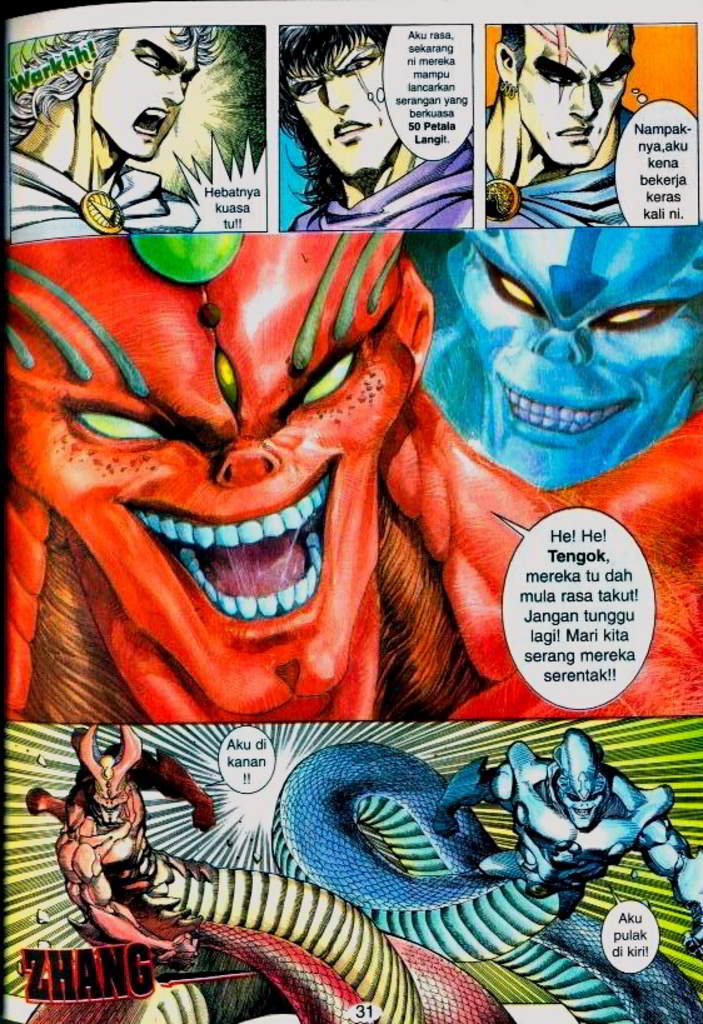 Warkhh!
Hebatnya
kuasa
tu!!
Aku rasa,
sekarang
ni mereka
mampu
lancarkan
serangan yang
berkuasa
50 Petala
Langit.
Nampak-
nya,aku
kena
bekerja
keras
kali ni.
He! He!
Tengok,
mereka tu dah
mula rasa takut!
Jangan tunggu
lagi! Mari kita
serang mereka
serentak!!
Aku di
kanan
!!
Aku
pulak
di kiri!
ZHANG
31